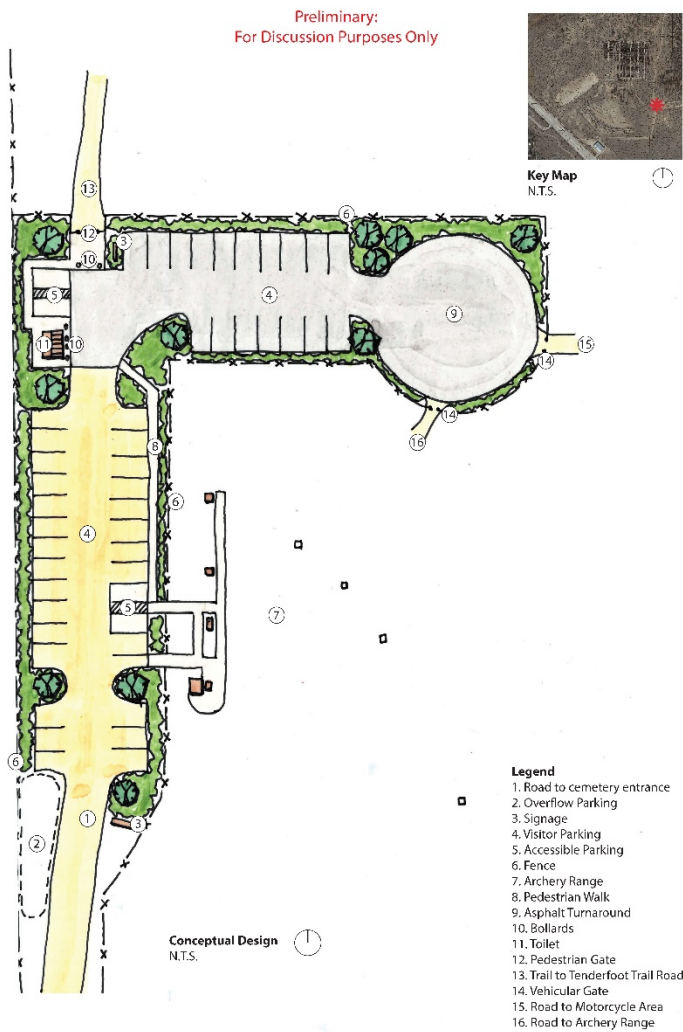 Preliminary:
For Discussion Purposes Only
Key Map
N.T.S.
13
12
3
6
10
5
4
9
11
10
15
14
14
16
8
6
4
5
7
6
1
3
2
Conceptual Design
N.T.S.
Legend
1. Road to cemetery entrance
2. Overflow Parking
3. Signage
4. Visitor Parking
5. Accessible Parking
6. Fence
7. Archery Range
8. Pedestrian Walk
9. Asphalt Turnaround
10. Bollards
11. Toilet
12. Pedestrian Gate
13. Trail to Tenderfoot Trail Road
14. Vehicular Gate
15. Road to Motorcycle Area
16. Road to Archery Range